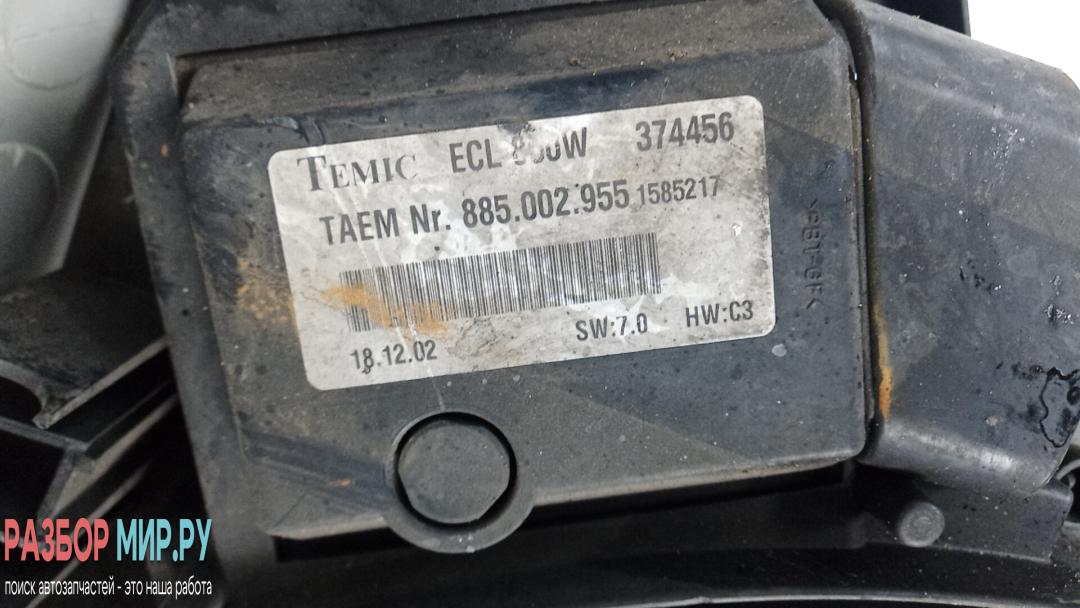 TEMIC ECL 374456
TAEM Nr. 885.002.955 1585217
18.12.02 SW:7.0 HW:C3
РАЗБОР МИР.РУ
поиск автозапчастей - это наша работа